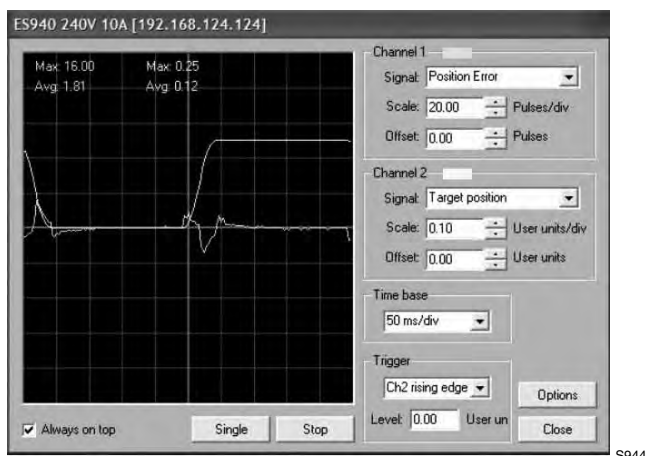 ES940 240V 10A [192.168.124.124]
Max: 16.00 Max: 0.25
Avg: 1.81 Avg: 0.12
Channel 1
Signal: Position Error
Scale: 20.00 Pulses/div
Offset: 0.00 Pulses
Channel 2
Signal: Target position
Scale: 0.10 User units/div
Offset: 0.00 User units
Time base
50 ms/div
Trigger
Ch2 rising edge
Level: 0.00 User un
Options
Always on top
Single
Stop
Close
S944